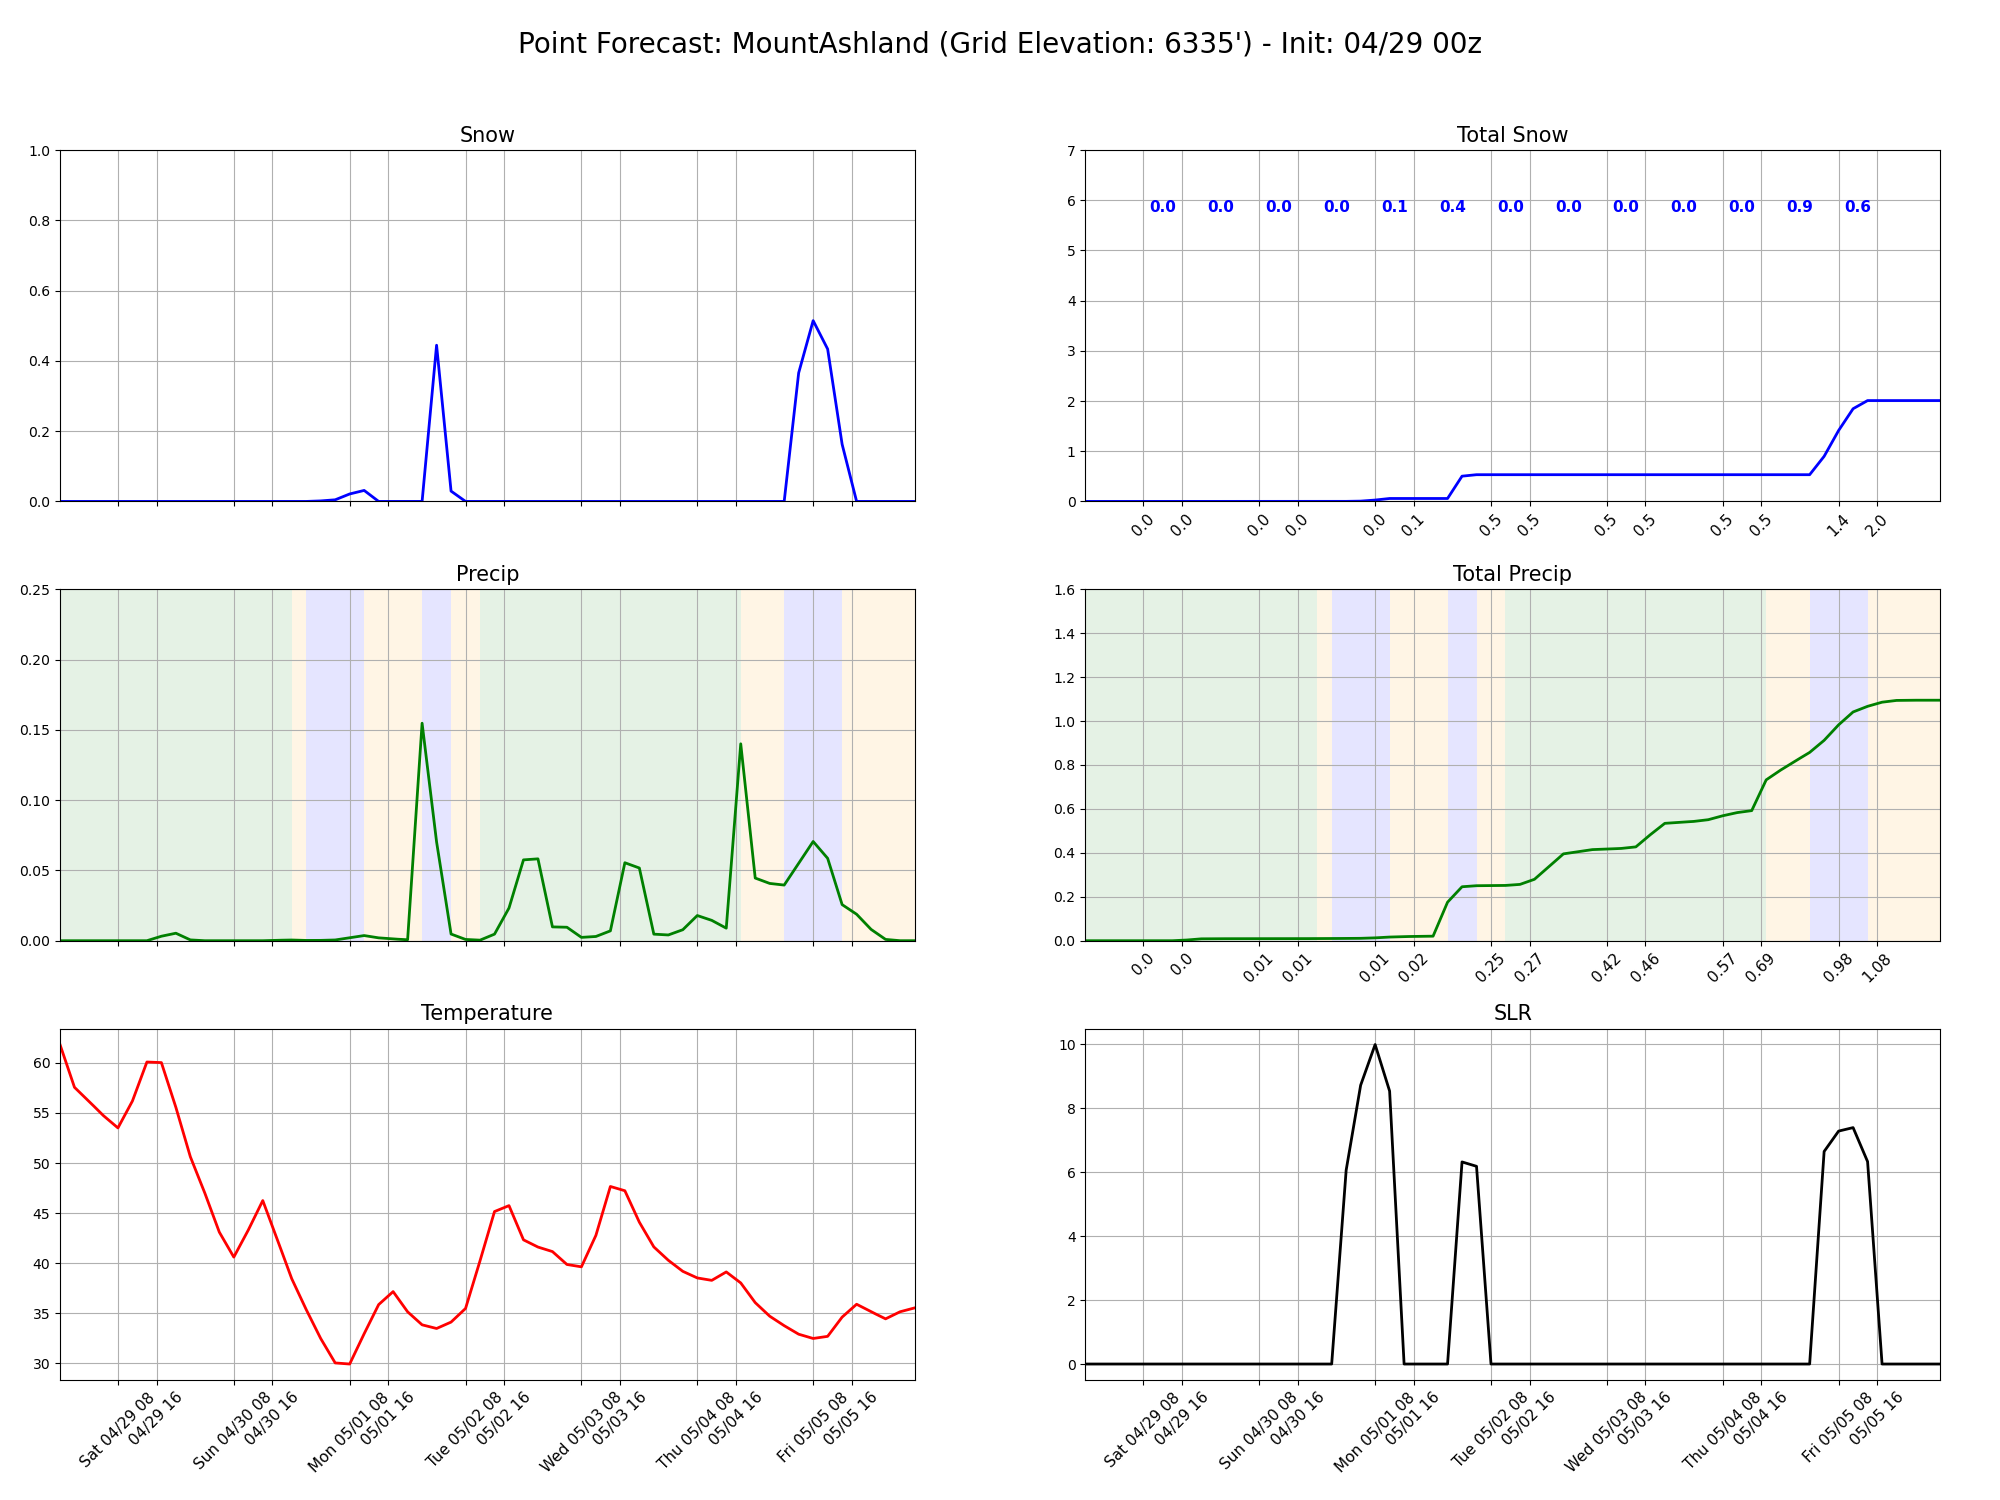 Point Forecast: MountAshland (Grid Elevation: 6335') - Init: 04/29 00z
Snow
1.0
0.8
0.6
0.4
0.2
0.0
Total Snow
7
6
5
4
3
2
1
0
0.0 0.0 0.0 0.0 0.1 0.4 0.0 0.0 0.0 0.0 0.0 0.9 0.6
0.0 0.0 0.0 0.0 0.0 0.1 0.5 0.5 0.5 0.5 0.5 0.5 1.4 2.0
Precip
0.25
0.20
0.15
0.10
0.05
0.00
Total Precip
1.6
1.4
1.2
1.0
0.8
0.6
0.4
0.2
0.0
0.0 0.0 0.01 0.01 0.01 0.02 0.25 0.27 0.42 0.46 0.57 0.69 0.98 1.08
Temperature
60
55
50
45
40
35
30
Sat 04/29 08
04/29 16
Sun 04/30 08
04/30 16
Mon 05/01 08
05/01 16
Tue 05/02 08
05/02 16
Wed 05/03 08
05/03 16
Thu 05/04 08
05/04 16
Fri 05/05 08
05/05 16
SLR
10
8
6
4
2
0
Sat 04/29 08
04/29 16
Sun 04/30 08
04/30 16
Mon 05/01 08
05/01 16
Tue 05/02 08
05/02 16
Wed 05/03 08
05/03 16
Thu 05/04 08
05/04 16
Fri 05/05 08
05/05 16